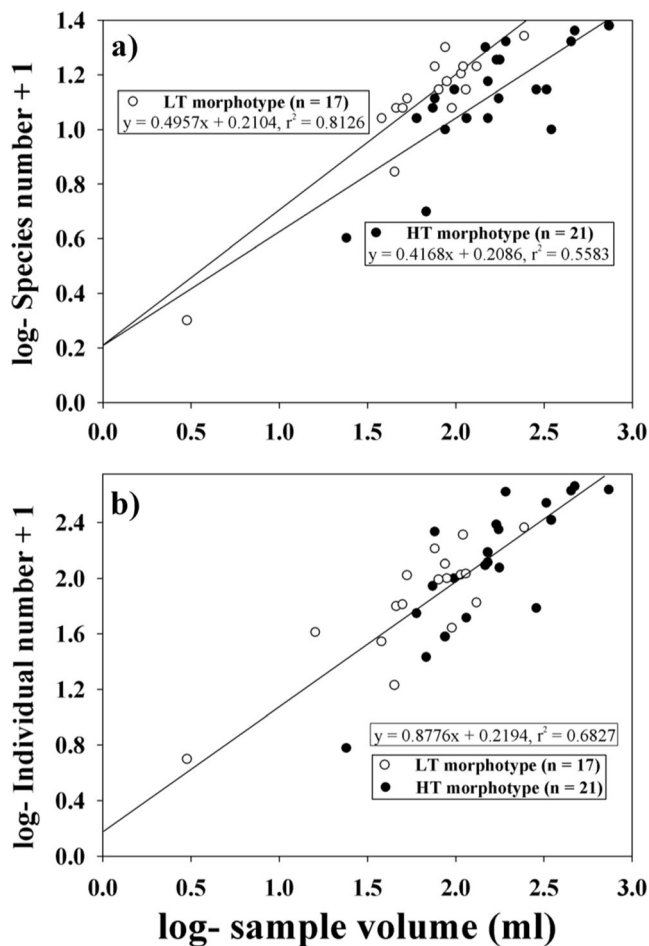 1.4
a)
1.2
LT morphotype (n = 17)
y = 0.4957x + 0.2104, r² = 0.8126
1.0
0.8
HT morphotype (n = 21)
y = 0.4168x + 0.2086, r² = 0.5583
0.6
0.4
0.2
0.0
log- Species number + 1
0.0 0.5 1.0 1.5 2.0 2.5 3.0
b)
2.4
2.0
1.6
1.2
0.8
y = 0.8776x + 0.2194, r² = 0.6827
LT morphotype (n = 17)
HT morphotype (n = 21)
0.4
0.0
log- Individual number + 1
0.0 0.5 1.0 1.5 2.0 2.5 3.0
log- sample volume (ml)